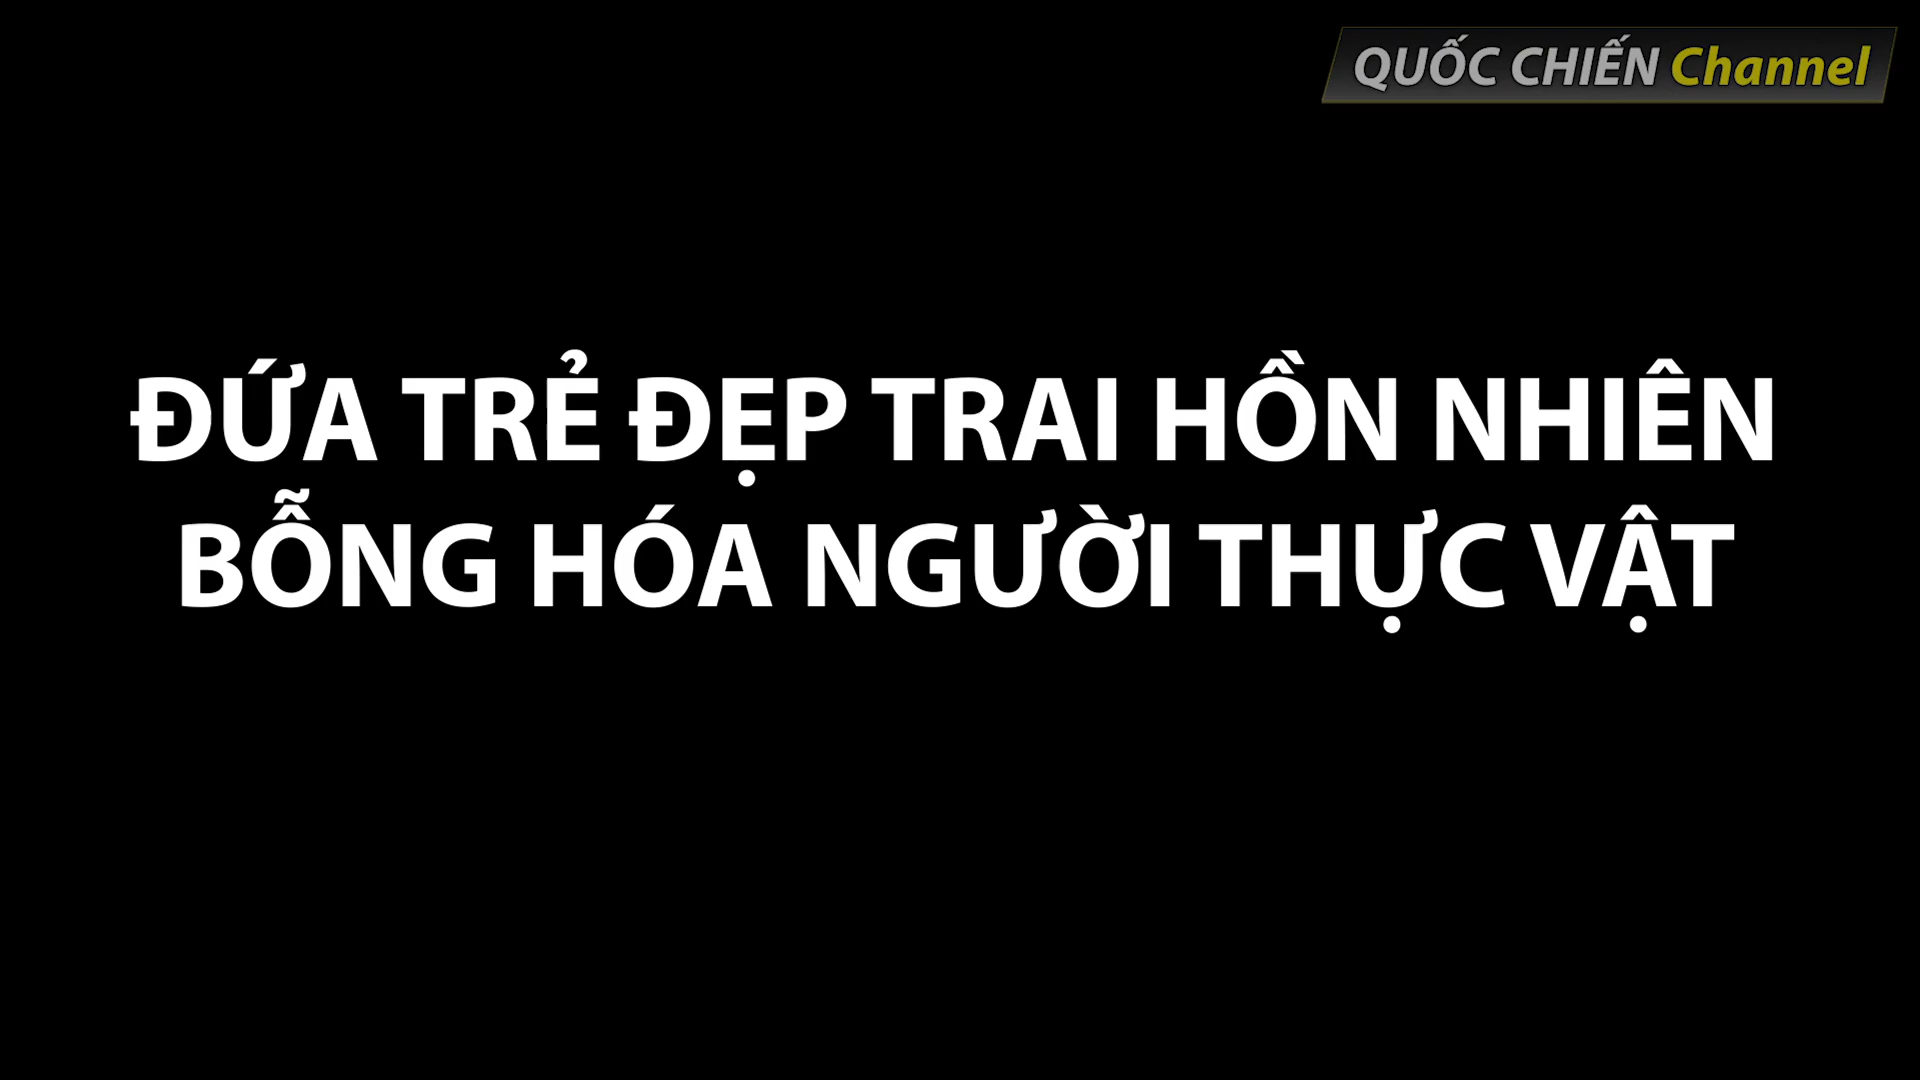 QUỐC CHIẾN Channel
ĐỨA TRẺ ĐẸP TRAI HỒN NHIÊN
BỖNG HÓA NGƯỜI THỰC VẬT